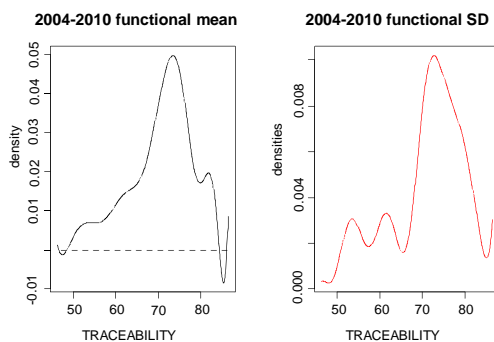 2004-2010 functional mean
density
0.05
0.04
0.03
0.02
0.01
-0.01
50
60
70
80
TRACEABILITY
2004-2010 functional SD
densities
0.008
0.004
0.000
50
60
70
80
TRACEABILITY